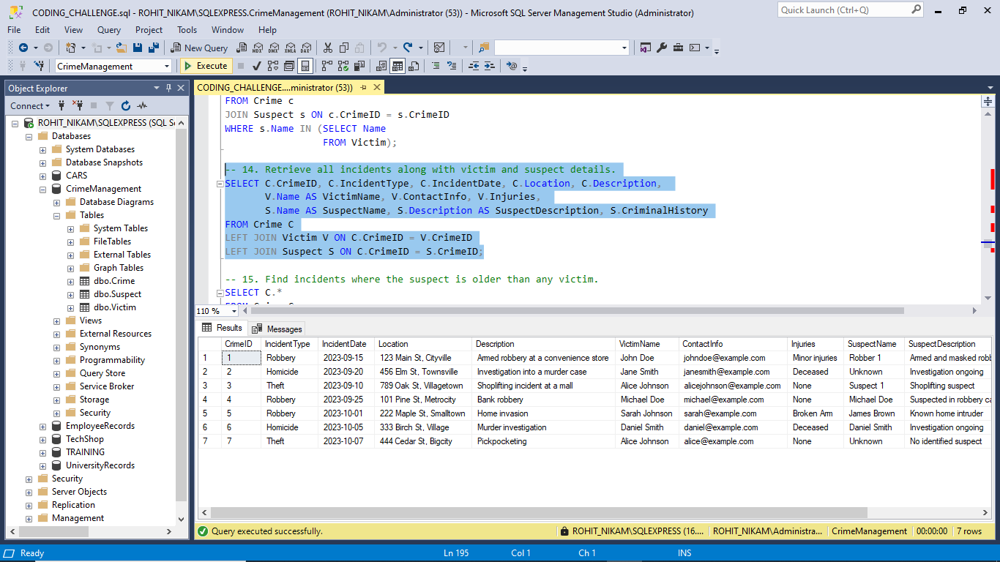 CODING_CHALLENGE.sql - ROHIT_NIKAM\SQLEXPRESS.CrimeManagement (ROHIT_NIKAM\Administrator (53)) - Microsoft SQL Server Management Studio (Administrator)
Quick Launch (Ctrl+Q)
File Edit View Query Project Tools Window Help
New Query MDX DMX XMLA DAX
CrimeManagement Execute
Object Explorer
Connect
ROHIT_NIKAM\SQLEXPRESS (SQL S
Databases
System Databases
Database Snapshots
CARS
CrimeManagement
Database Diagrams
Tables
System Tables
FileTables
External Tables
Graph Tables
dbo.Crime
dbo.Suspect
dbo.Victim
Views
External Resources
Synonyms
Programmability
Query Store
Service Broker
Storage
Security
EmployeeRecords
TechShop
TRAINING
UniversityRecords
Security
Server Objects
Replication
Management
CODING_CHALLENGE....ministrator (53))
FROM Crime c
JOIN Suspect s ON c.CrimeID = s.CrimeID
WHERE s.Name IN (SELECT Name
FROM Victim);
-- 14. Retrieve all incidents along with victim and suspect details.
SELECT C.CrimeID, C.IncidentType, C.IncidentDate, C.Location, C.Description,
V.Name AS VictimName, V.ContactInfo, V.Injuries,
S.Name AS SuspectName, S.Description AS SuspectDescription, S.CriminalHistory
FROM Crime C
LEFT JOIN Victim V ON C.CrimeID = V.CrimeID
LEFT JOIN Suspect S ON C.CrimeID = S.CrimeID;
-- 15. Find incidents where the suspect is older than any victim.
SELECT C.*
FROM Crime C
110 %
Results Messages
CrimeID IncidentType IncidentDate Location Description VictimName ContactInfo Injuries SuspectName SuspectDescription
1 1 Robbery 2023-09-15 123 Main St, Cityville Armed robbery at a convenience store John Doe johndoe@example.com Minor injuries Robber 1 Armed and masked robb
2 2 Homicide 2023-09-20 456 Elm St, Townsville Investigation into a murder case Jane Smith janesmith@example.com Deceased Unknown Investigation ongoing
3 3 Theft 2023-09-10 789 Oak St, Villagetown Shoplifting incident at a mall Alice Johnson alicejohnson@example.com None Suspect 1 Shoplifting suspect
4 4 Robbery 2023-09-25 101 Pine St, Metrocity Bank robbery Michael Doe michael@example.com None Michael Doe Suspected in robbery ca
5 5 Robbery 2023-10-01 222 Maple St, Smalltown Home invasion Sarah Johnson sarah@example.com Broken Arm James Brown Known home intruder
6 6 Homicide 2023-10-05 333 Birch St, Village Murder investigation Daniel Smith daniel@example.com Deceased Daniel Smith Investigation ongoing
7 7 Theft 2023-10-07 444 Cedar St, Bigcity Pickpocketing Alice Johnson alice@example.com None Unknown No identified suspect
Query executed successfully. ROHIT_NIKAM\SQLEXPRESS (16.... ROHIT_NIKAM\Administra... CrimeManagement 00:00:00 7 rows
Ready Ln 195 Col 1 Ch 1 INS